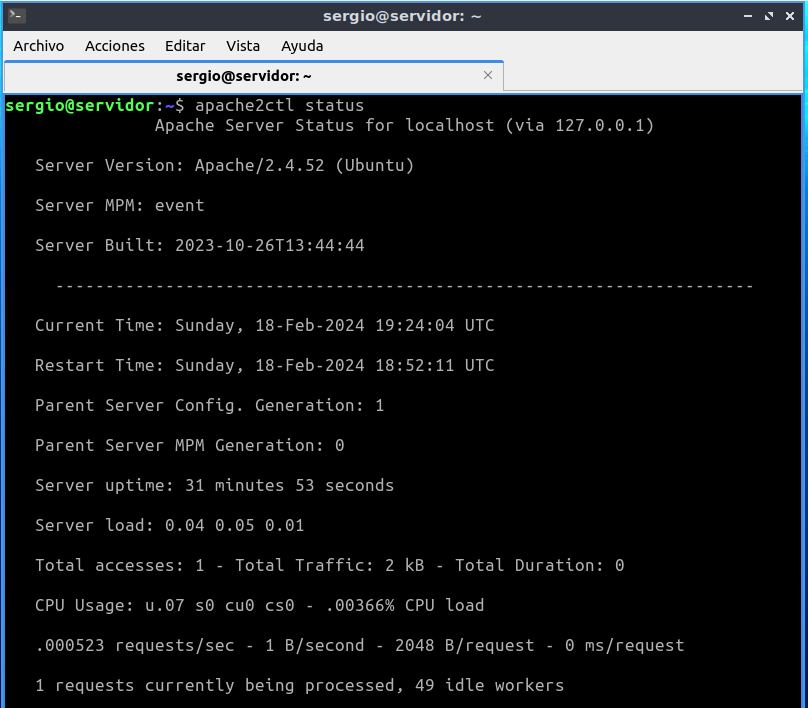 sergio@servidor: ~
Archivo Acciones Editar Vista Ayuda
sergio@servidor: ~
sergio@servidor:~$ apache2ctl status
Apache Server Status for localhost (via 127.0.0.1)
Server Version: Apache/2.4.52 (Ubuntu)
Server MPM: event
Server Built: 2023-10-26T13:44:44
----------------------------------------------------------------------
Current Time: Sunday, 18-Feb-2024 19:24:04 UTC
Restart Time: Sunday, 18-Feb-2024 18:52:11 UTC
Parent Server Config. Generation: 1
Parent Server MPM Generation: 0
Server uptime: 31 minutes 53 seconds
Server load: 0.04 0.05 0.01
Total accesses: 1 - Total Traffic: 2 kB - Total Duration: 0
CPU Usage: u.07 s0 cu0 cs0 - .00366% CPU load
.000523 requests/sec - 1 B/second - 2048 B/request - 0 ms/request
1 requests currently being processed, 49 idle workers